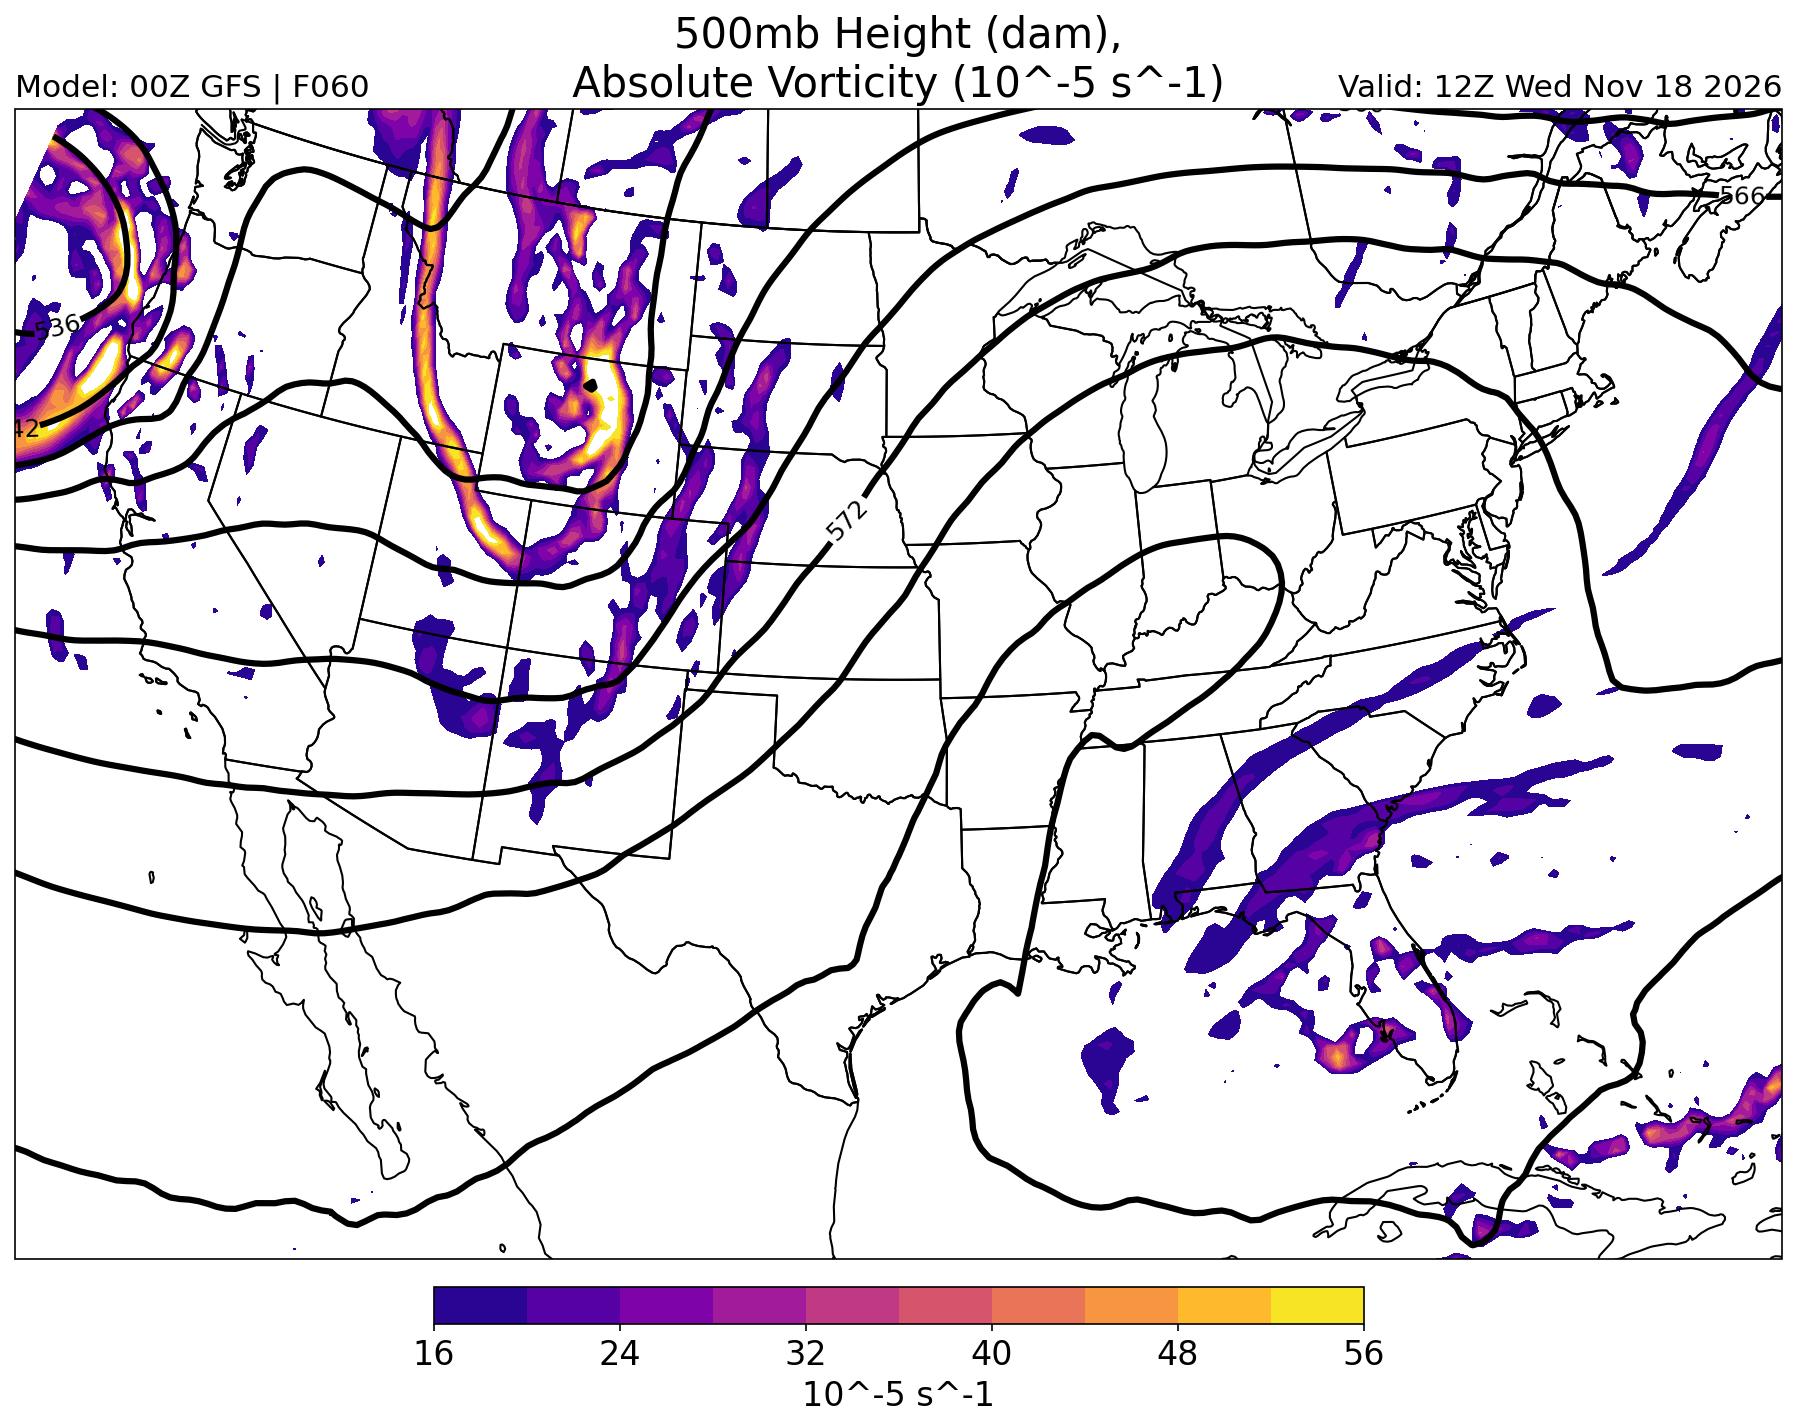 500mb Height (dam),
Model: 00Z GFS | F060
Absolute Vorticity (10^-5 s^-1)
Valid: 12Z Wed Nov 18 2026
566
536
42
572
16
24
32
40
48
56
10^-5 s^-1